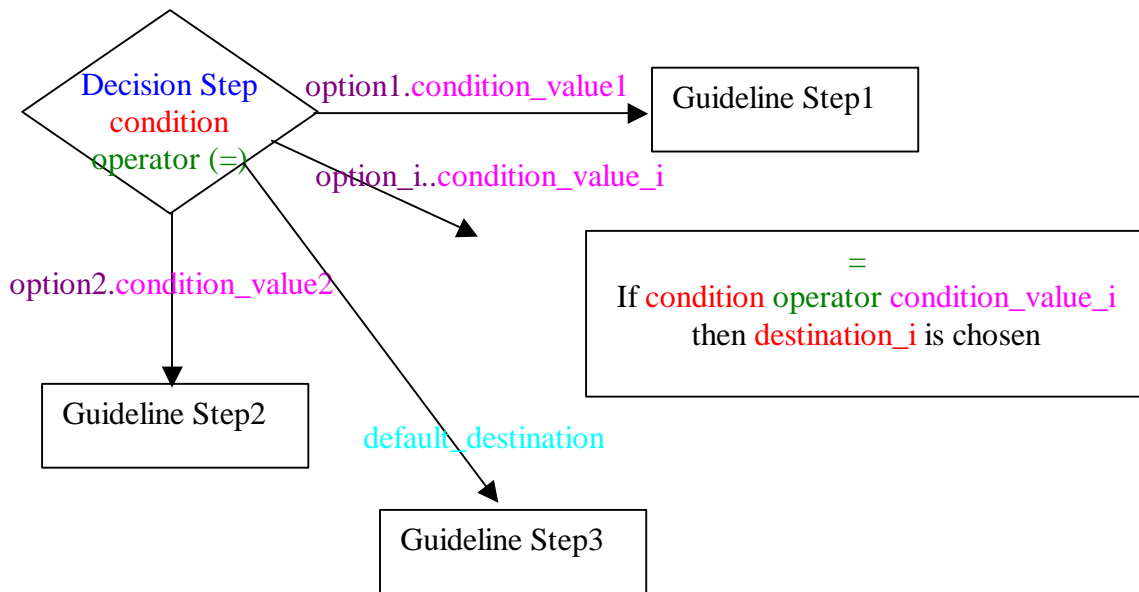 Decision Step
condition
operator (=)
option1.condition_value1
Guideline Step1
option_i..condition_value_i
option2.condition_value2
=
If condition operator condition_value_i
then destination_i is chosen
Guideline Step2
default_destination
Guideline Step3